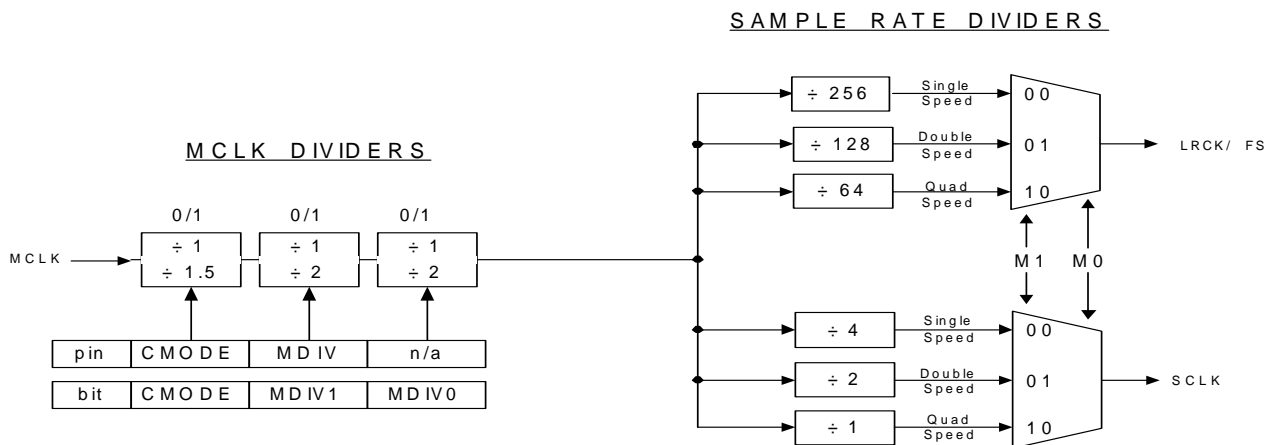 SAMPLE RATE DIVIDERS
÷ 256
Single Speed
00
÷ 128
Double Speed
01
LRCK/ FS
÷ 64
Quad Speed
10
MCLK DIVIDERS
0/1 0/1 0/1
MCLK
÷ 1 ÷ 1 ÷ 1
÷ 1.5 ÷ 2 ÷ 2
M1 M0
pin CMODE MDIV n/a
bit CMODE MDIV1 MDIV0
÷ 4
Single Speed
00
÷ 2
Double Speed
01
SCLK
÷ 1
Quad Speed
10